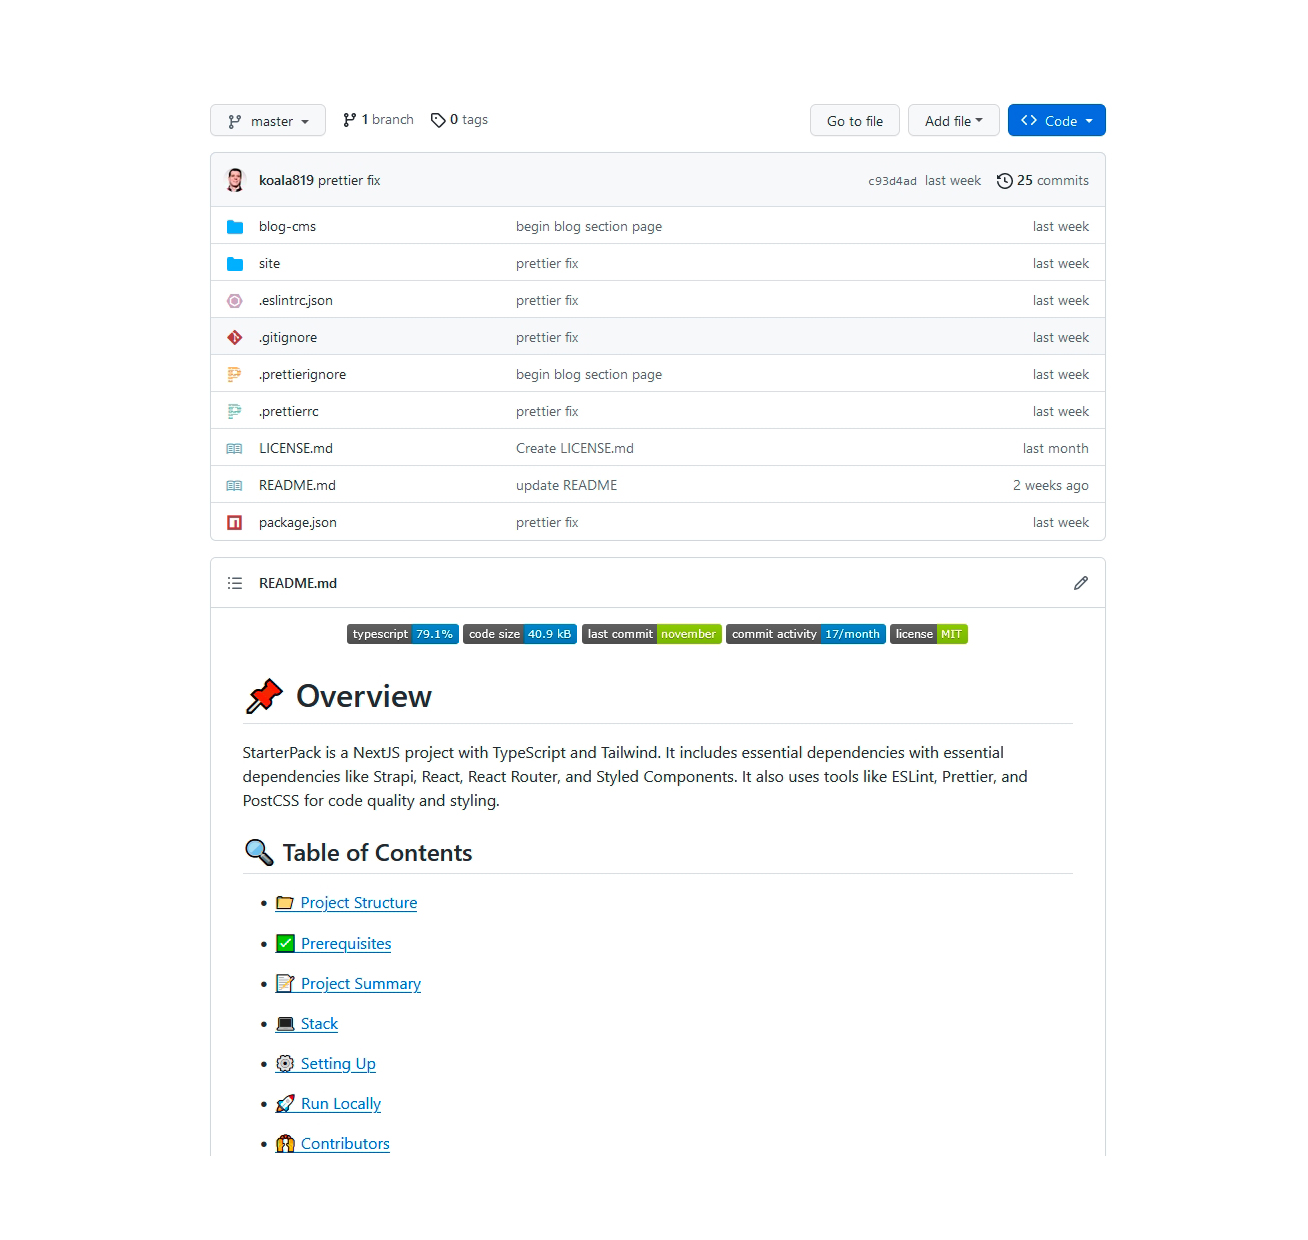 master 1 branch 0 tags Go to file Add file Code
koala819 prettier fix c93d4ad last week 25 commits
blog-cms begin blog section page last week
site prettier fix last week
.eslintrc.json prettier fix last week
.gitignore prettier fix last week
.prettierignore begin blog section page last week
.prettierrc prettier fix last week
LICENSE.md Create LICENSE.md last month
README.md update README 2 weeks ago
package.json prettier fix last week
README.md
typescript 79.1% code size 40.9 kB last commit november commit activity 17/month license MIT
Overview
StarterPack is a NextJS project with TypeScript and Tailwind. It includes essential dependencies with essential
dependencies like Strapi, React, React Router, and Styled Components. It also uses tools like ESLint, Prettier, and
PostCSS for code quality and styling.
Table of Contents
Project Structure
Prerequisites
Project Summary
Stack
Setting Up
Run Locally
Contributors